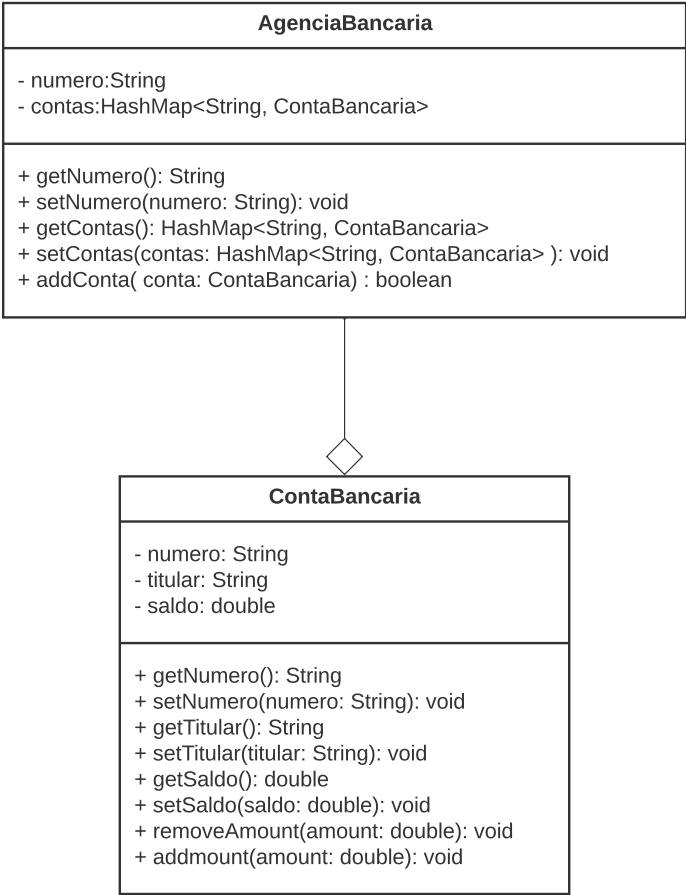 AgenciaBancaria
- numero:String
- contas:HashMap<String, ContaBancaria>
+ getNumero(): String
+ setNumero(numero: String): void
+ getContas(): HashMap<String, ContaBancaria>
+ setContas(contas: HashMap<String, ContaBancaria> ): void
+ addConta( conta: ContaBancaria) : boolean
ContaBancaria
- numero: String
- titular: String
- saldo: double
+ getNumero(): String
+ setNumero(numero: String): void
+ getTitular(): String
+ setTitular(titular: String): void
+ getSaldo(): double
+ setSaldo(saldo: double): void
+ removeAmount(amount: double): void
+ addmount(amount: double): void